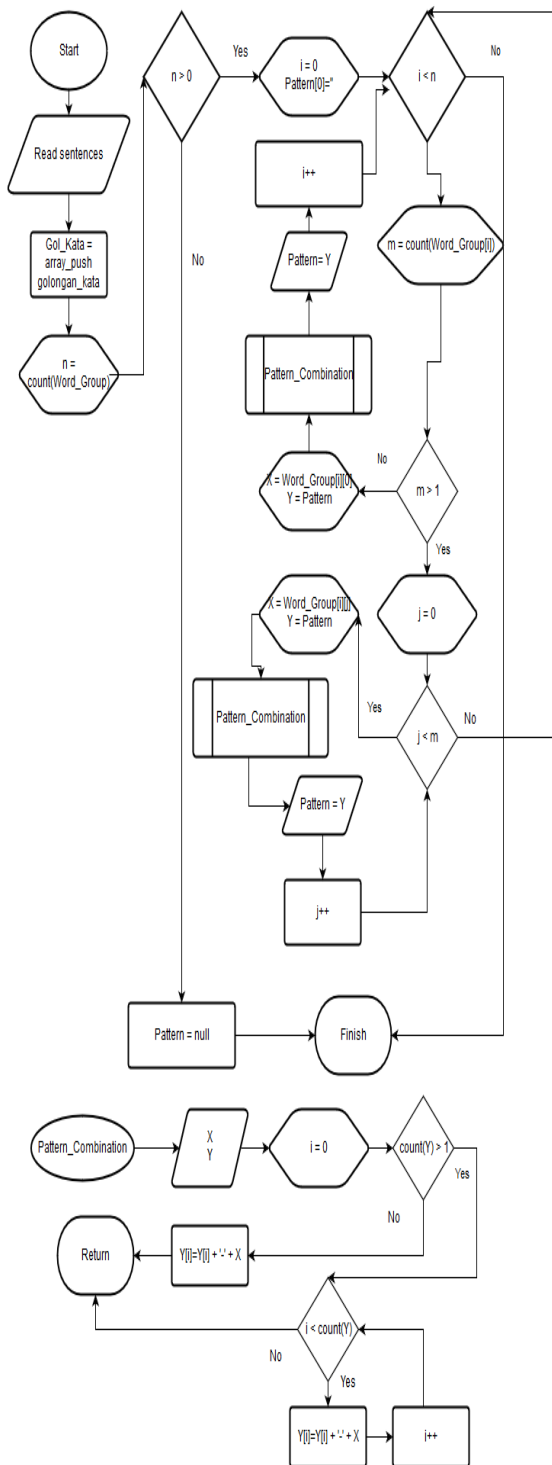 Start
Read sentences
Gol_Kata =
array_push
golongan_kata
n =
count(Word_Group)
n > 0
Yes
No
i = 0
Pattern[0]=''
i < n
No
i++
Pattern= Y
Pattern_Combination
X = Word_Group[i][0]
Y = Pattern
m = count(Word_Group[i])
m > 1
No
Yes
j = 0
j < m
Yes
No
X = Word_Group[i][j]
Y = Pattern
Pattern_Combination
Pattern = Y
j++
Pattern = null
Finish
Pattern_Combination
X
Y
i = 0
count(Y) > 1
Yes
No
Y[i]=Y[i] + '-' + X
Return
i < count(Y)
No
Yes
Y[i]=Y[i] + '-' + X
i++